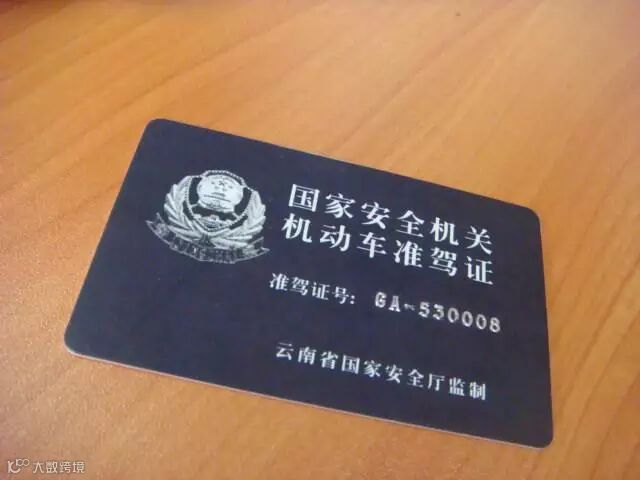 国家安全机关
机动车准驾证
准驾证号: GA-530008
云南省国家安全厅监制
大数跨境